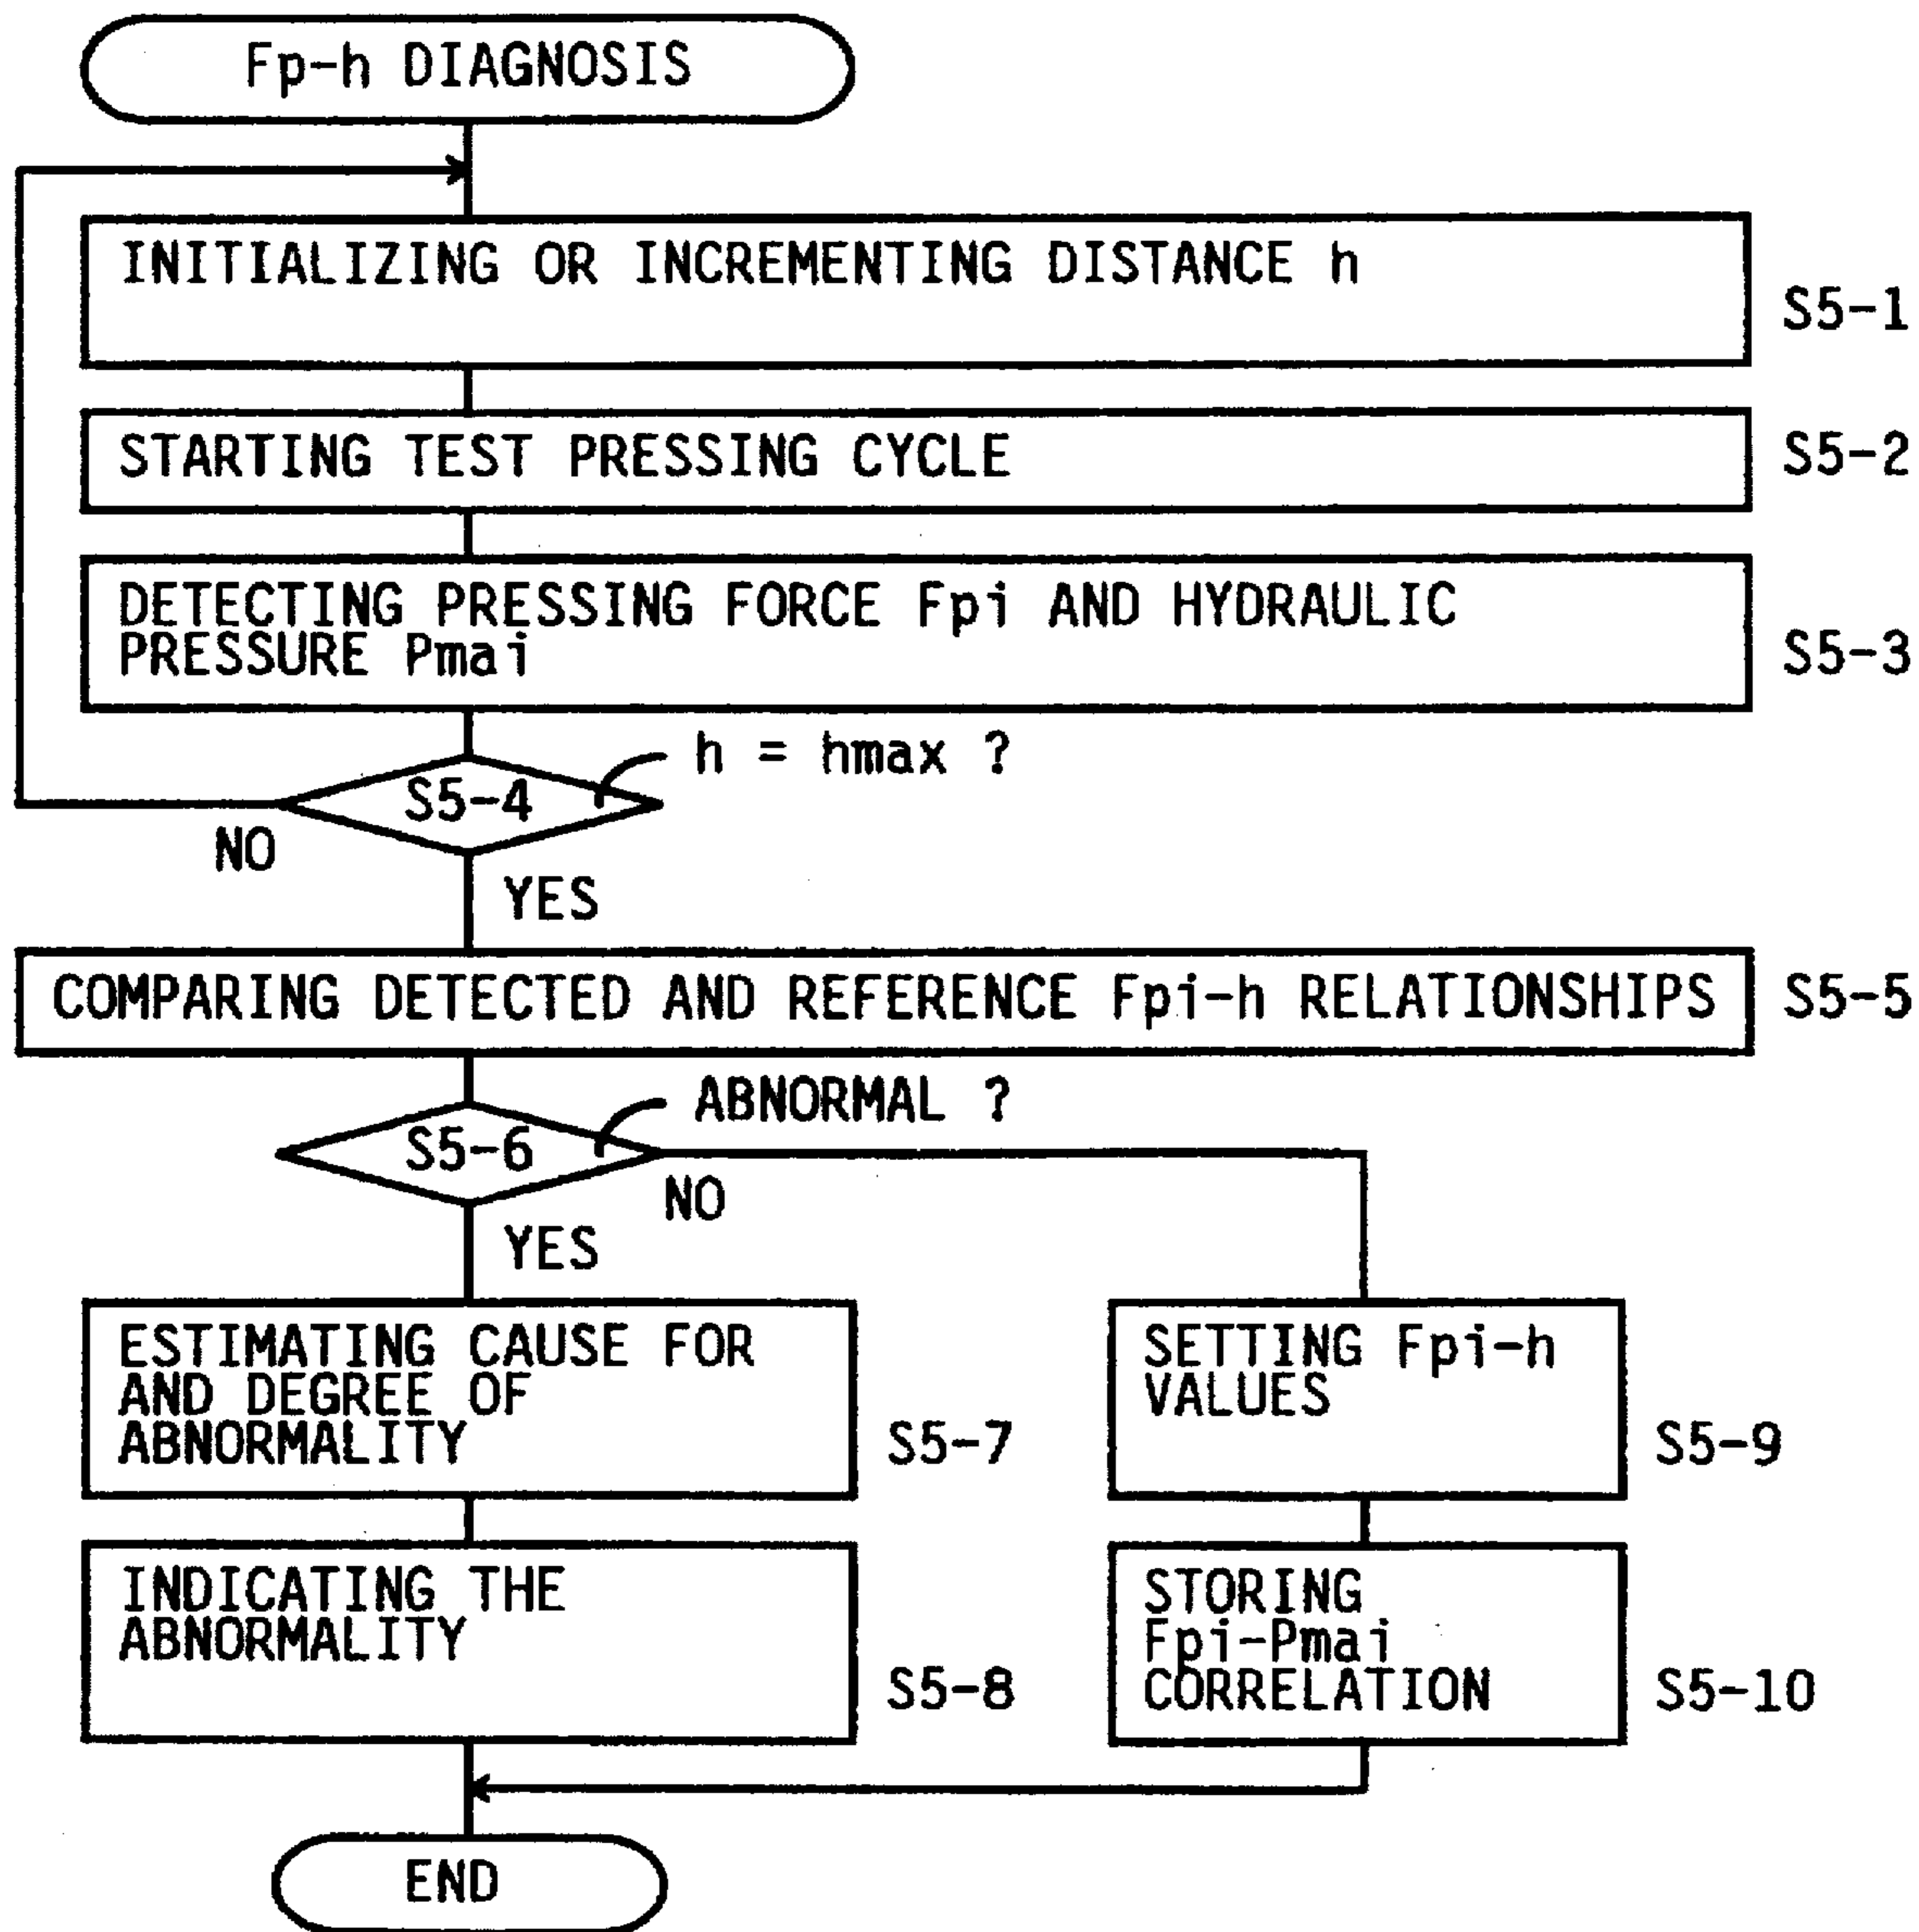 Fp-h DIAGNOSIS
INITIALIZING OR INCREMENTING DISTANCE h
S5-1
STARTING TEST PRESSING CYCLE
S5-2
DETECTING PRESSING FORCE Fpi AND HYDRAULIC
PRESSURE Pmai
S5-3
h = hmax ?
S5-4
NO
YES
COMPARING DETECTED AND REFERENCE Fpi-h RELATIONSHIPS
S5-5
ABNORMAL ?
S5-6
NO
YES
ESTIMATING CAUSE FOR
AND DEGREE OF
ABNORMALITY
S5-7
SETTING Fpi-h
VALUES
S5-9
INDICATING THE
ABNORMALITY
S5-8
STORING
Fpi-Pmai
CORRELATION
S5-10
END